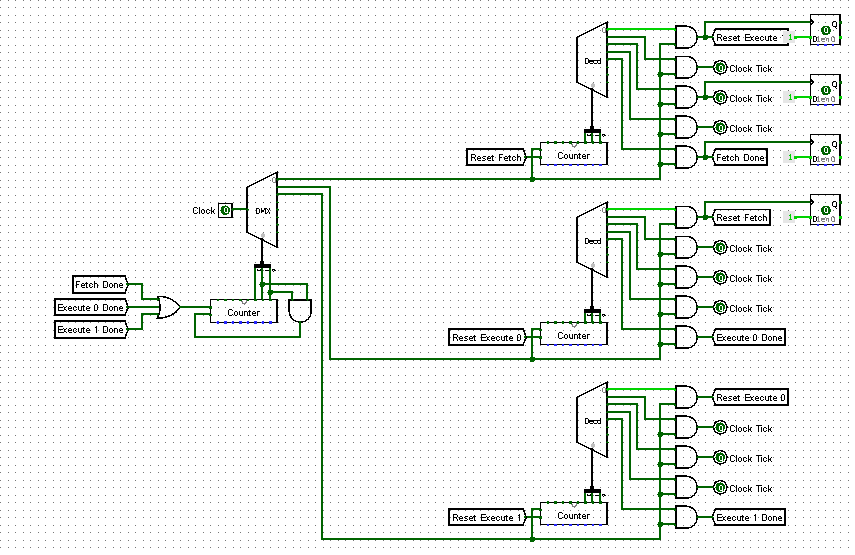 Q
Reset Execute
1
D
en
0
Decd
Clock Tick
Q
Clock Tick
1
D
en
0
Clock Tick
Q
Reset Fetch
Counter
Fetch Done
1
D
en
0
Clock
0
DMX
Q
Reset Fetch
1
D
en
0
Decd
Clock Tick
Clock Tick
Fetch Done
Execute 0 Done
Counter
Clock Tick
Execute 1 Done
Reset Execute 0
Counter
Execute 0 Done
Reset Execute 0
Decd
Clock Tick
Clock Tick
Clock Tick
Reset Execute 1
Counter
Execute 1 Done